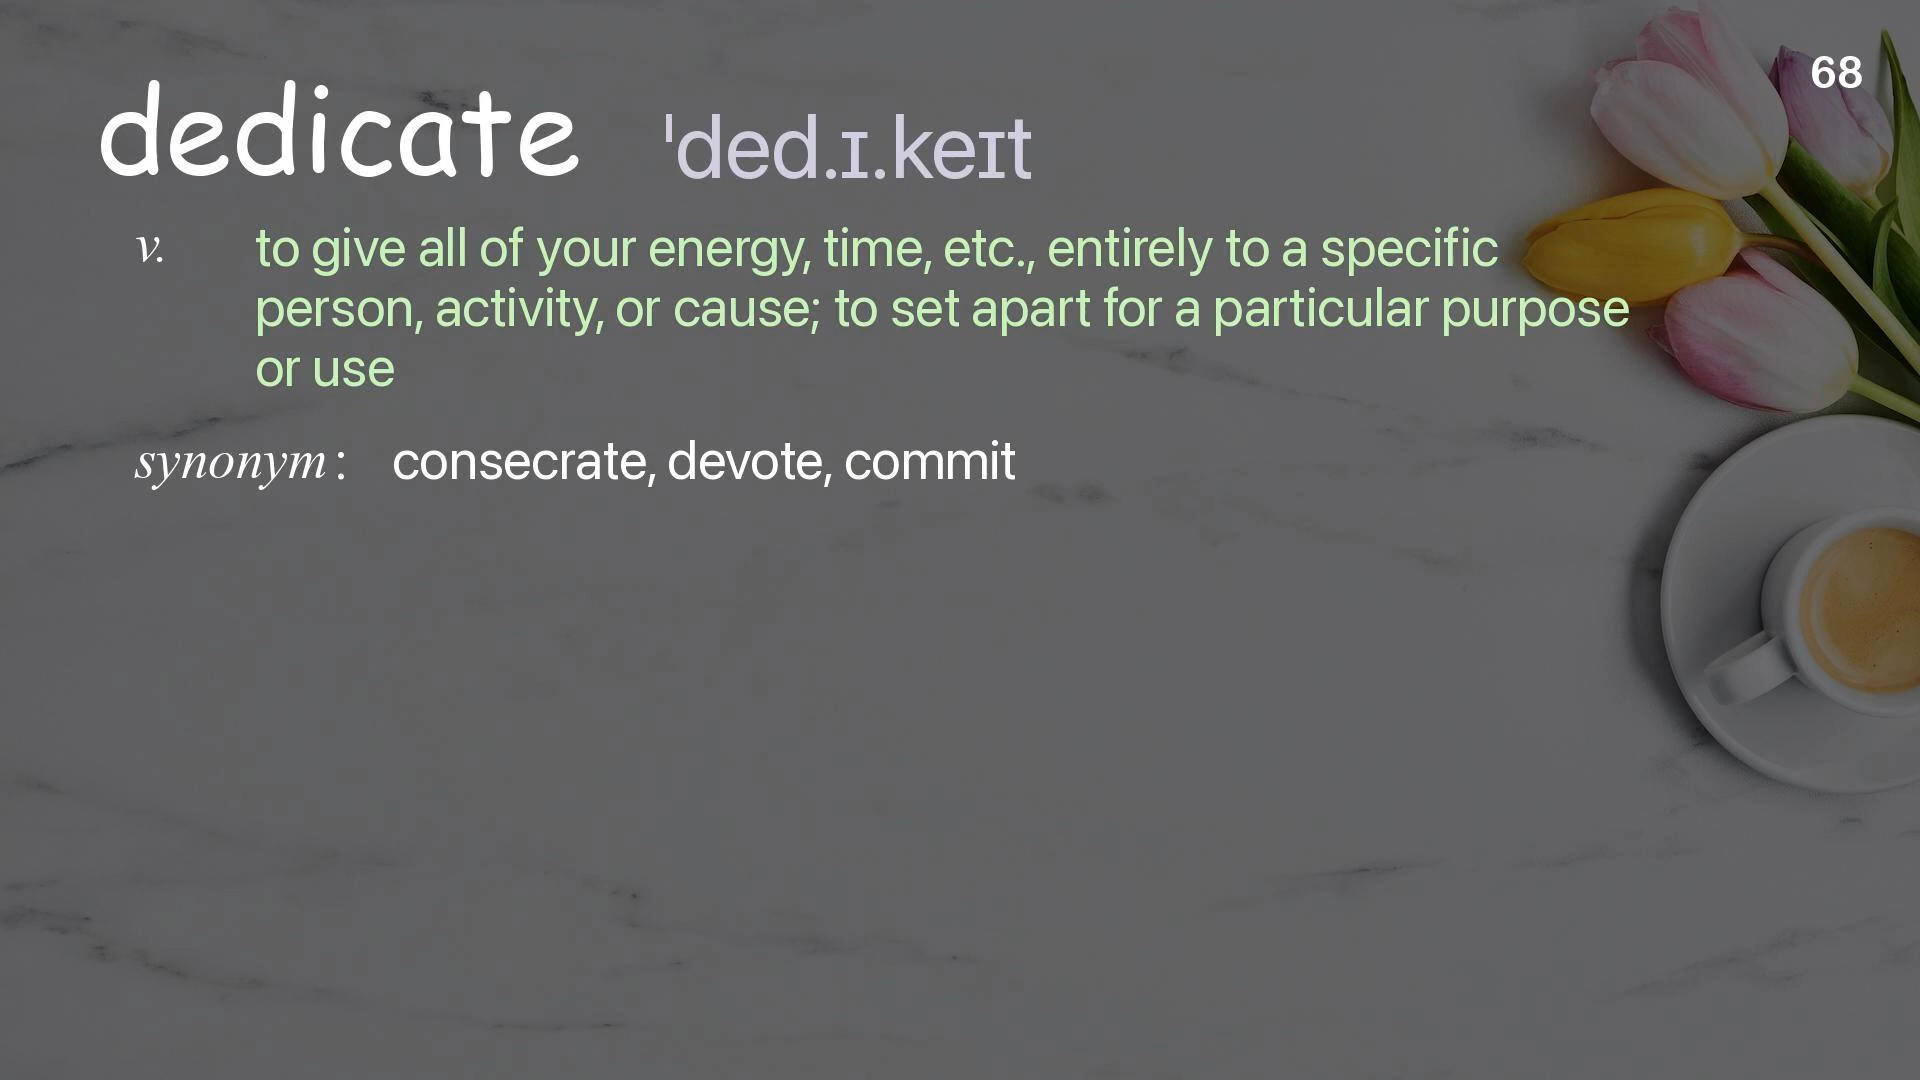 68
dedicate ˈded.ɪ.keɪt
v. to give all of your energy, time, etc., entirely to a specific
person, activity, or cause; to set apart for a particular purpose
or use
synonym : consecrate, devote, commit